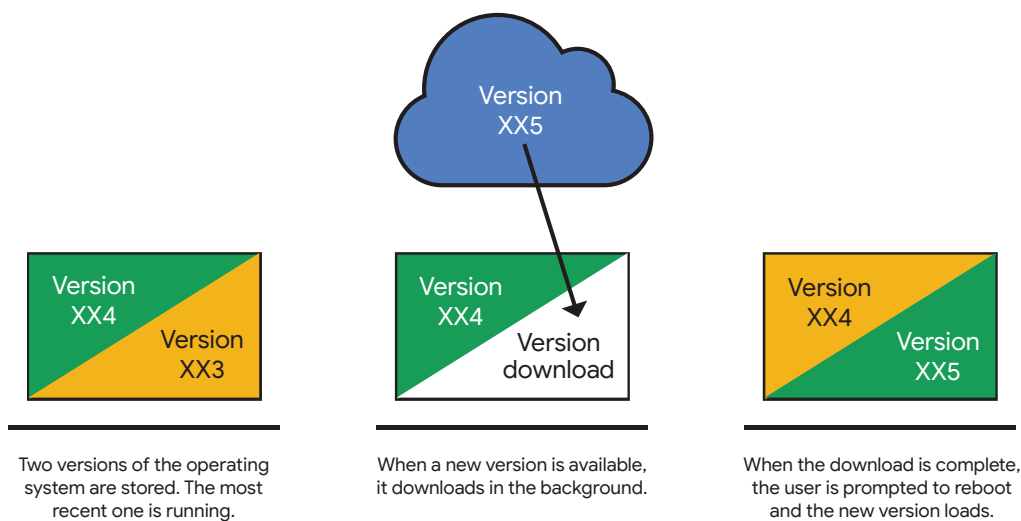 Version
XX5
Version
XX4
Version
XX3
Version
XX4
Version
download
Version
XX4
Version
XX5
Two versions of the operating
system are stored. The most
recent one is running.
When a new version is available,
it downloads in the background.
When the download is complete,
the user is prompted to reboot
and the new version loads.